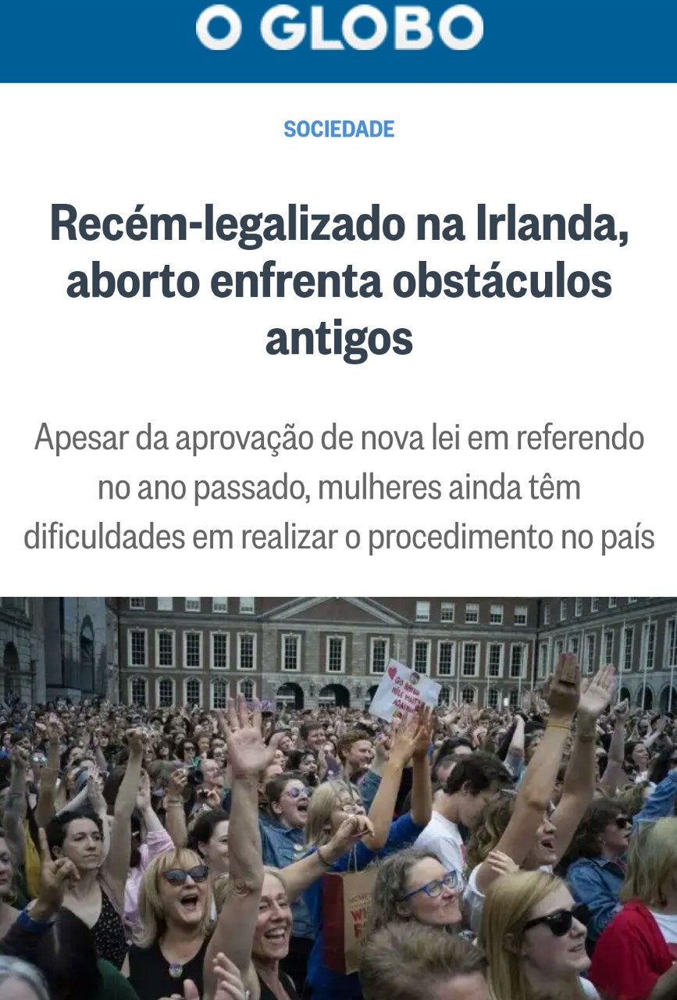 O GLOBO
SOCIEDADE
Recém-legalizado na Irlanda,
aborto enfrenta obstáculos
antigos
Apesar da aprovação de nova lei em referendo
no ano passado, mulheres ainda têm
dificuldades em realizar o procedimento no país